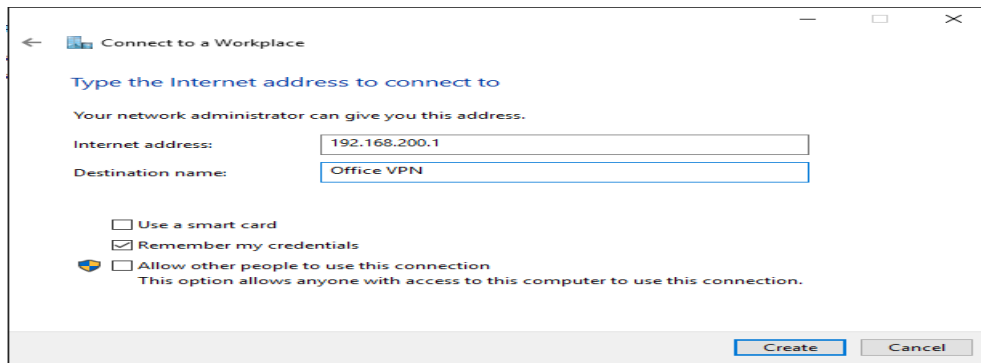 Connect to a Workplace
Type the Internet address to connect to
Your network administrator can give you this address.
Internet address: 192.168.200.1
Destination name: Office VPN
Use a smart card
Remember my credentials
Allow other people to use this connection
This option allows anyone with access to this computer to use this connection.
Create Cancel